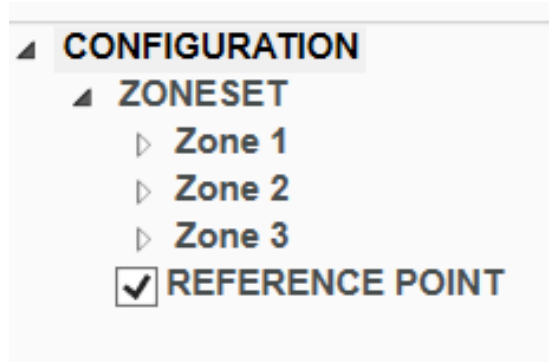 CONFIGURATION
ZONESET
Zone 1
Zone 2
Zone 3
REFERENCE POINT